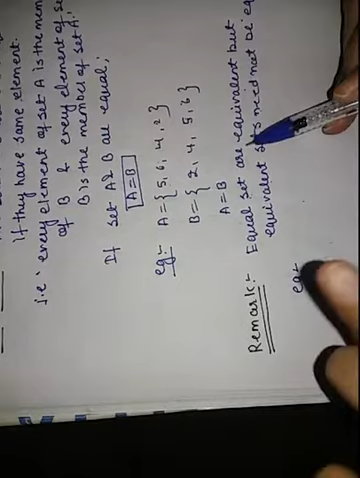 if they have same element.
i.e. every element of set A is the mem
of B & every element of se
B is the member of set A;
If set A & B are equal;
A = B
eg:- A = {5, 6, 4, 2}
B = {2, 4, 5, 6}
A = B
Remark:- Equal set are equivalent but
equivalent need not be eq
eg:-